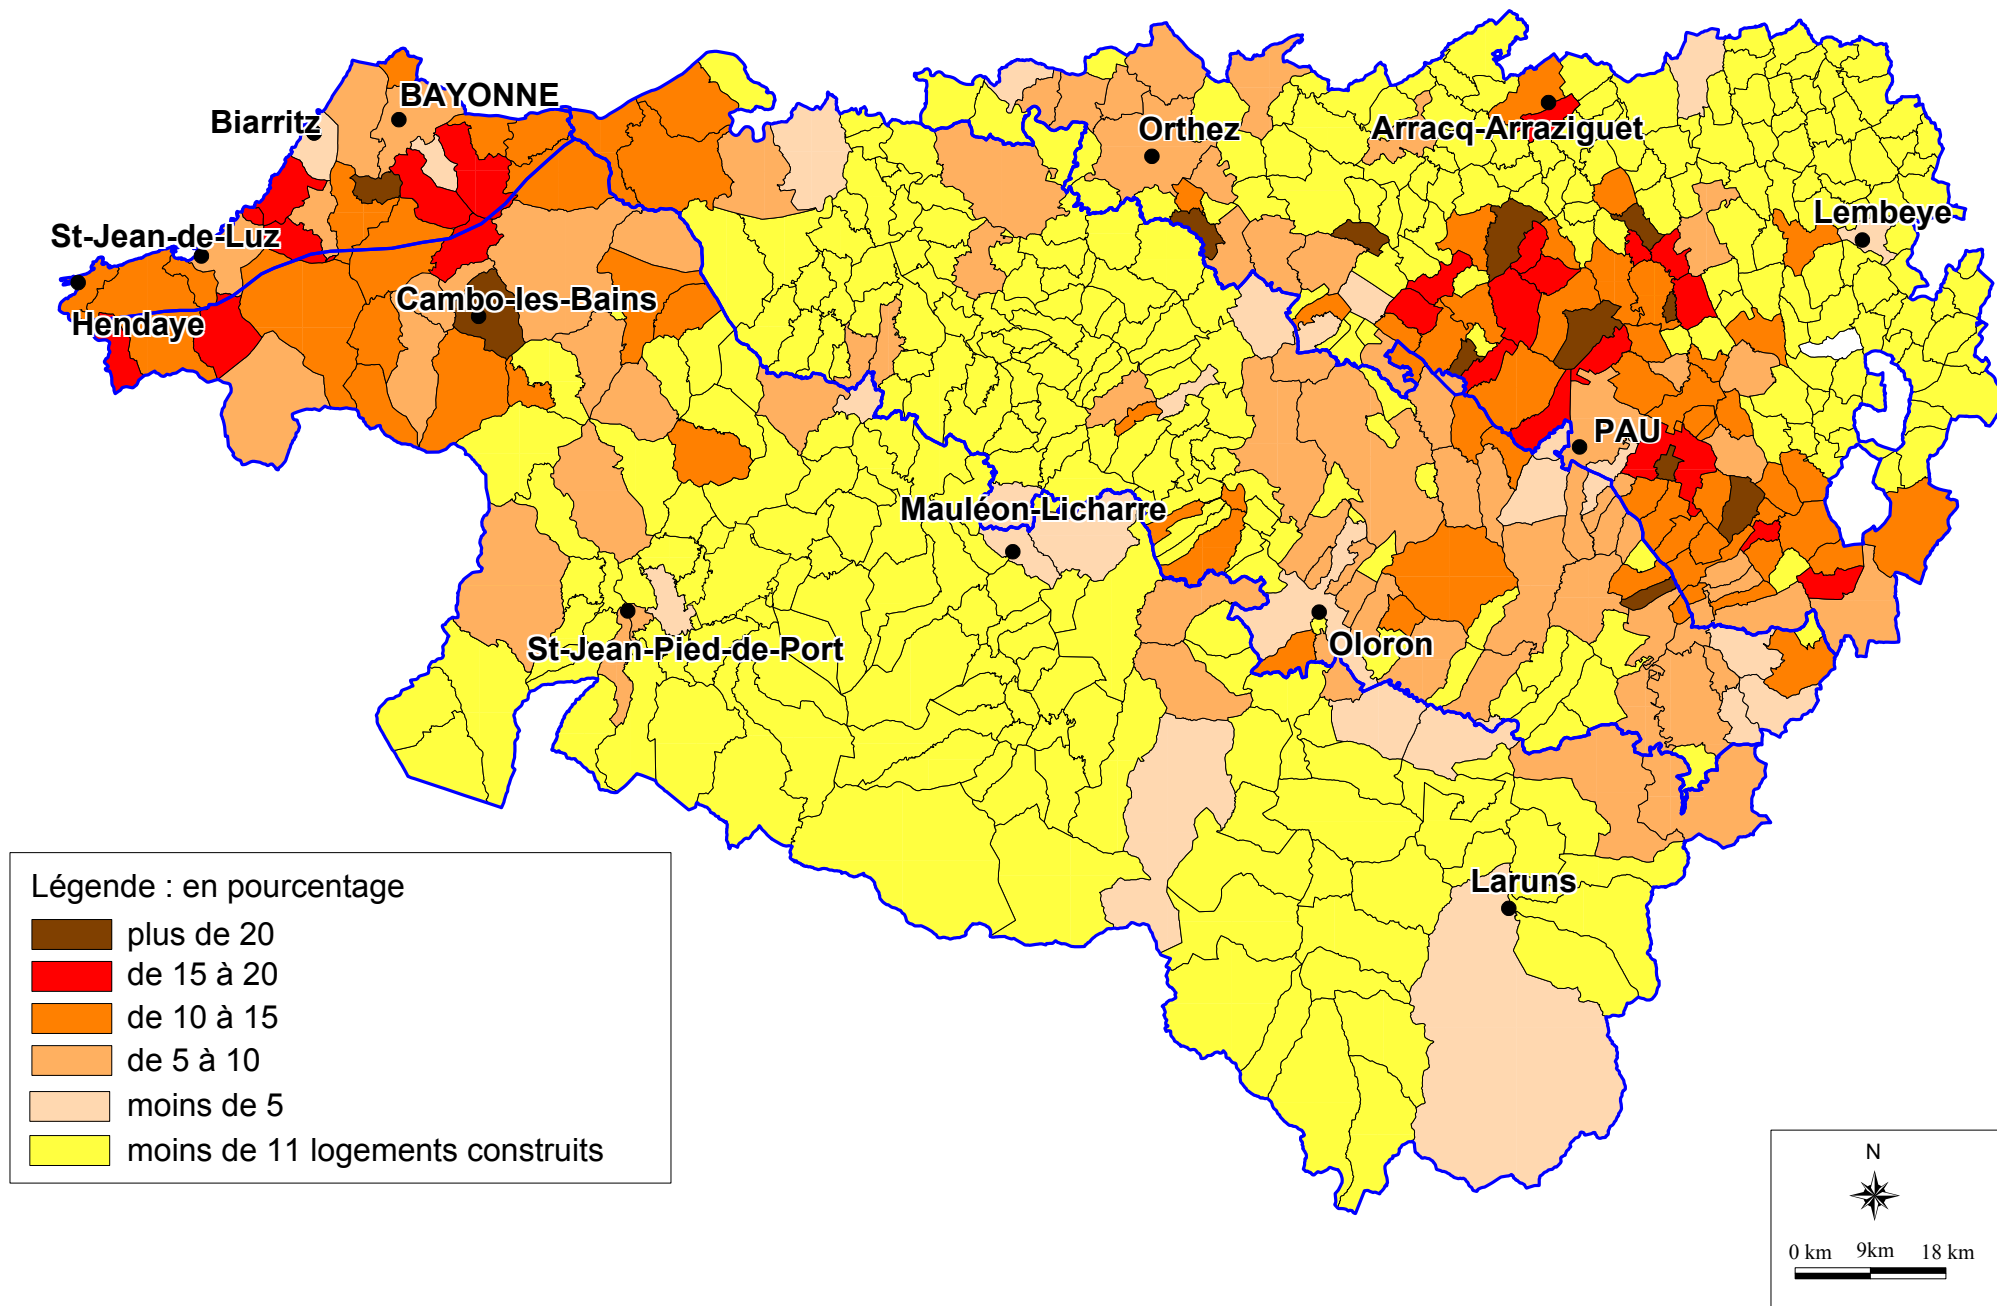 BAYONNE
Biarritz
Orthez
Arracq-Arraziguet
Lembeye
St-Jean-de-Luz
Cambo-les-Bains
Hendaye
PAU
Mauléon-Licharre
St-Jean-Pied-de-Port
Oloron
Laruns
Légende : en pourcentage
plus de 20
de 15 à 20
de 10 à 15
de 5 à 10
moins de 5
moins de 11 logements construits
N
0 km 9km 18 km